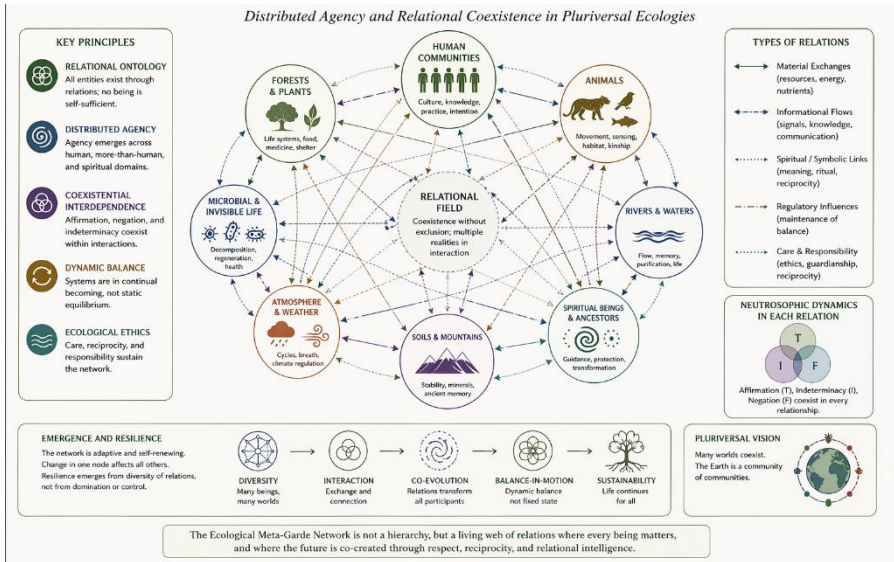 Distributed Agency and Relational Coexistence in Pluriversal Ecologies
KEY PRINCIPLES
RELATIONAL ONTOLOGY
All entities exist through
relations; no being is
self-sufficient.
DISTRIBUTED AGENCY
Agency emerges across
human, more-than-human,
and spiritual domains.
COEXISTENTIAL
INTERDEPENDENCE
Affirmation, negation,
and indeterminacy coexist
within interactions.
DYNAMIC BALANCE
Systems are in continual
becoming, not static
equilibrium.
ECOLOGICAL ETHICS
Care, reciprocity, and
responsibility sustain
the network.
HUMAN
COMMUNITIES
Culture, knowledge,
practice, intention
FORESTS
& PLANTS
Life systems, food,
medicine, shelter
ANIMALS
Movement, sensing,
habitat, kinship
MICROBIAL &
INVISIBLE LIFE
Decomposition,
regeneration,
health
RELATIONAL
FIELD
Coexistence without
exclusion; multiple
realities in
interaction
RIVERS & WATERS
Flow, memory,
purification, life
ATMOSPHERE
& WEATHER
Cycles, breath,
climate regulation
SOILS & MOUNTAINS
Stability, minerals,
ancient memory
SPIRITUAL BEINGS
& ANCESTORS
Guidance, protection,
transformation
TYPES OF RELATIONS
Material Exchanges
(resources, energy,
nutrients)
Informational Flows
(signals, knowledge,
communication)
Spiritual / Symbolic Links
(meaning, ritual,
reciprocity)
Regulatory Influences
(maintenance of
balance)
Care & Responsibility
(ethics, guardianship,
reciprocity)
NEUTROSOPHIC DYNAMICS
IN EACH RELATION
T
I F
Affirmation (T), Indeterminacy (I),
Negation (F) coexist in every
relationship.
EMERGENCE AND RESILIENCE
The network is adaptive and self-renewing.
Change in one node affects all others.
Resilience emerges from diversity of relations,
not from domination or control.
DIVERSITY
Many beings,
many worlds
INTERACTION
Exchange and
connection
CO-EVOLUTION
Relations transform
all participants
BALANCE-IN-MOTION
Dynamic balance
not fixed state
SUSTAINABILITY
Life continues
for all
PLURIVERSAL VISION
Many worlds coexist.
The Earth is a community
of communities.
The Ecological Meta-Garde Network is not a hierarchy, but a living web of relations where every being matters,
and where the future is co-created through respect, reciprocity, and relational intelligence.